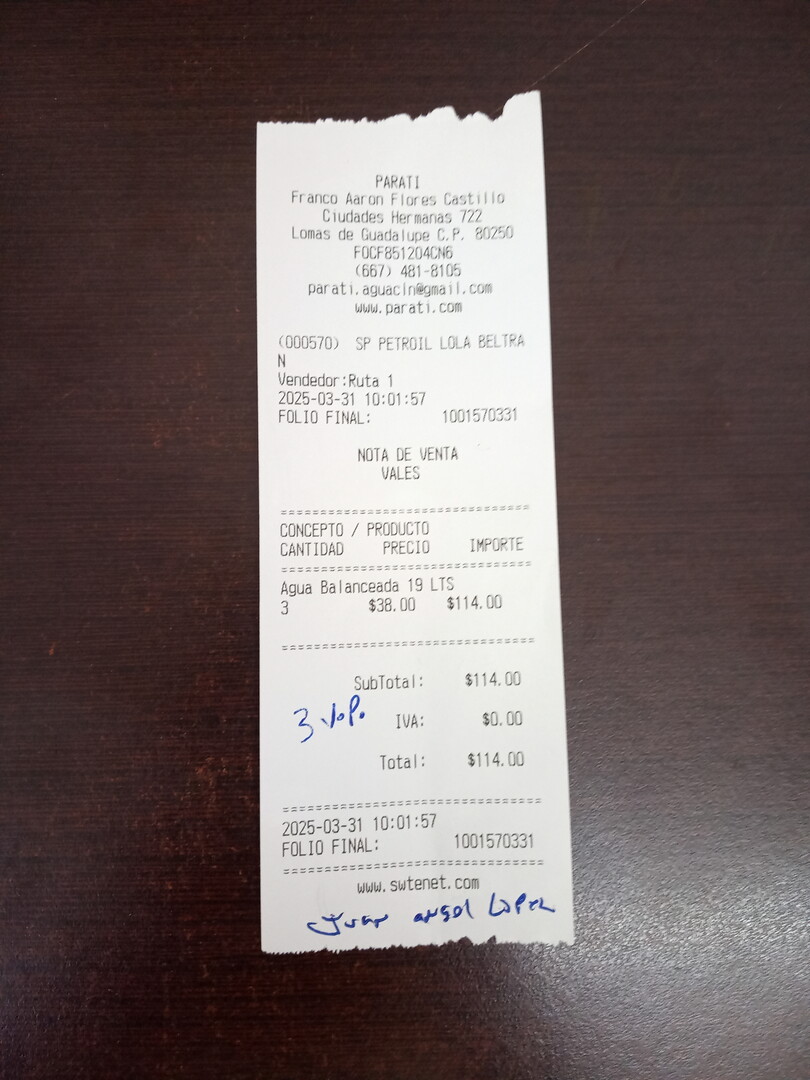 PARATI
Franco Aaron Flores Castillo
Ciudades Hermanas 722
Lomas de Guadalupe C.P. 80250
FOCF851204CN6
(667) 481-8105
parati.aguacln@gmail.com
www.parati.com
(000570) SP PETROIL LOLA BELTRA
N
Vendedor:Ruta 1
2025-03-31 10:01:57
FOLIO FINAL: 1001570331
NOTA DE VENTA
VALES
================================
CONCEPTO / PRODUCTO
CANTIDAD PRECIO IMPORTE
================================
Agua Balanceada 19 LTS
3 $38.00 $114.00
================================
SubTotal: $114.00
3 IVA: $0.00
Total: $114.00
================================
2025-03-31 10:01:57
FOLIO FINAL: 1001570331
================================
www.swtenet.com
Juan angel Lopez